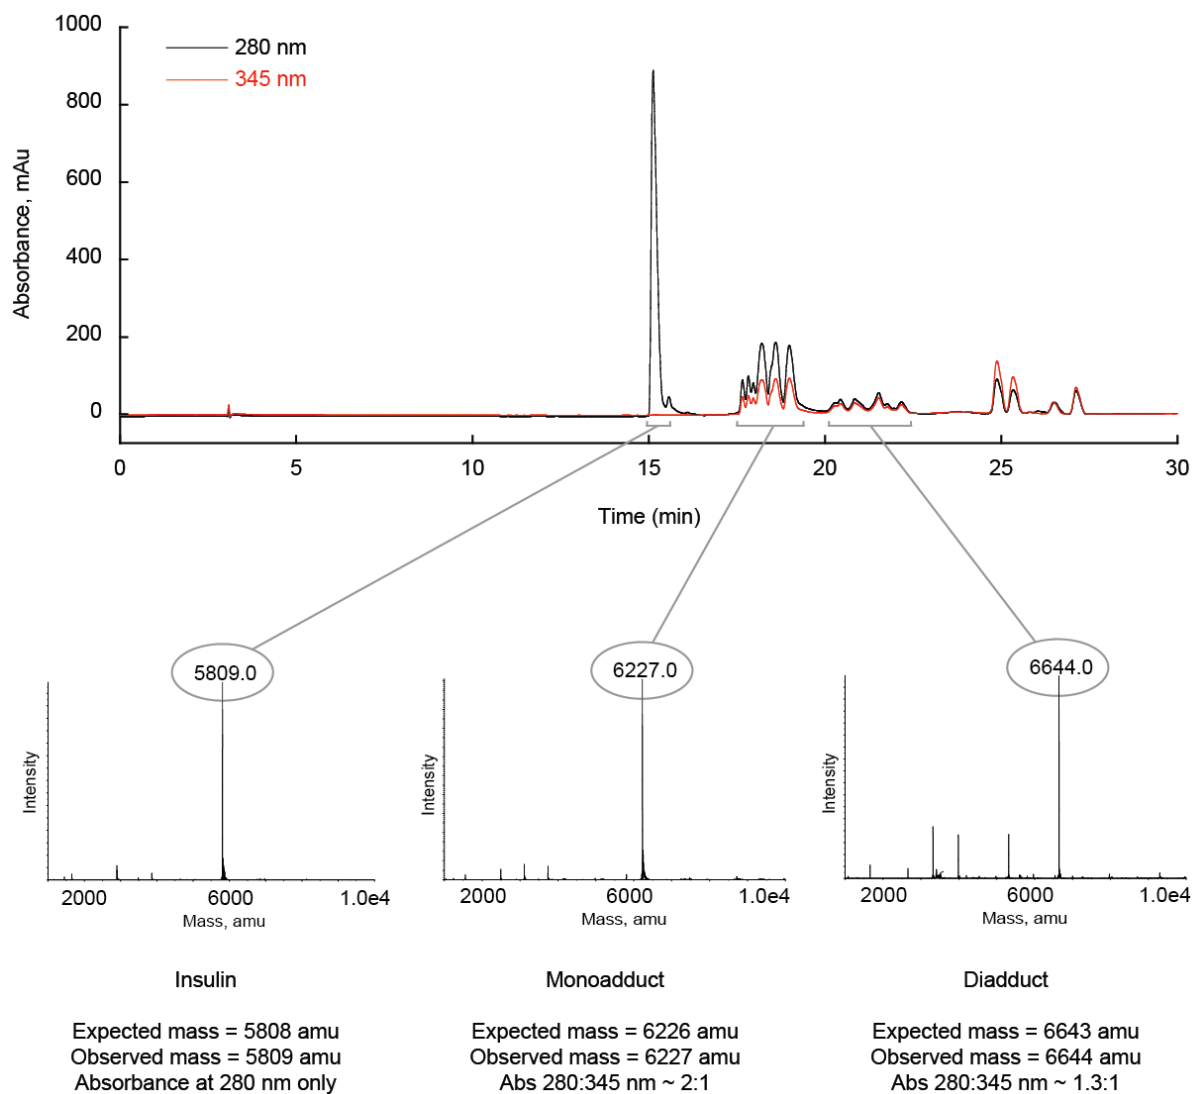 1000
280 nm
345 nm
800
600
400
200
0
Absorbance, mAu
0 5 10 15 20 25 30
Time (min)
5809.0 6227.0 6644.0
Intensity Intensity Intensity
2000 6000 1.0e4 2000 6000 1.0e4 2000 6000 1.0e4
Mass, amu Mass, amu Mass, amu
Insulin Monoadduct Diadduct
Expected mass = 5808 amu Expected mass = 6226 amu Expected mass = 6643 amu
Observed mass = 5809 amu Observed mass = 6227 amu Observed mass = 6644 amu
Absorbance at 280 nm only Abs 280:345 nm ~ 2:1 Abs 280:345 nm ~ 1.3:1